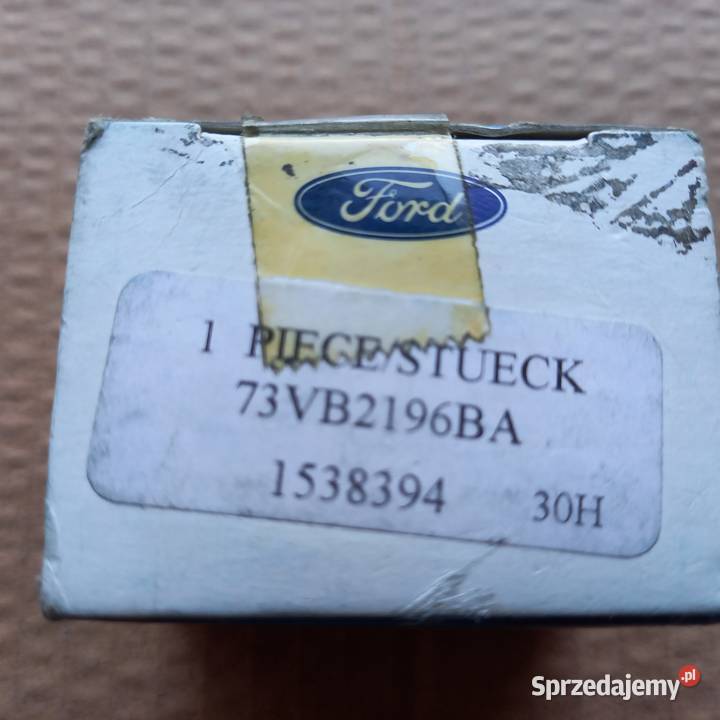 Ford
1 PIECE/STUECK
73VB2196BA
1538394 30H
Sprzedajemy.pl